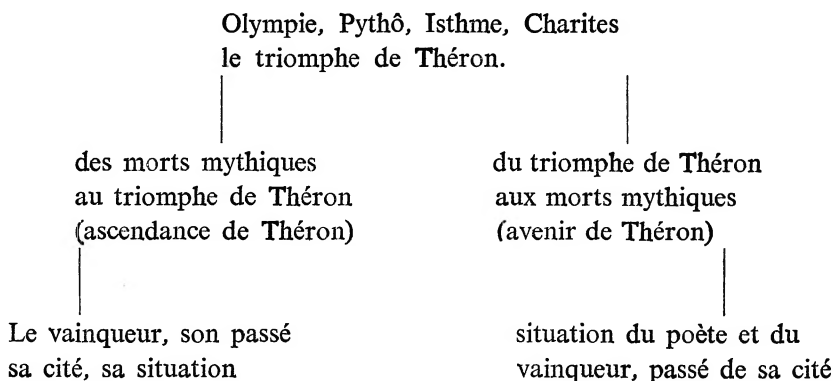 Olympie, Pythô, Isthme, Charites
le triomphe de Théron.
des morts mythiques
au triomphe de Théron
(ascendance de Théron)
du triomphe de Théron
aux morts mythiques
(avenir de Théron)
Le vainqueur, son passé
sa cité, sa situation
situation du poète et du
vainqueur, passé de sa cité